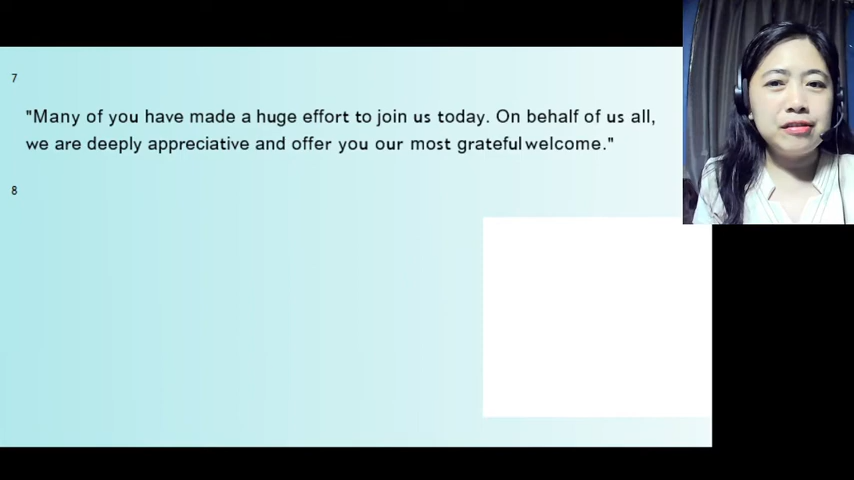 7
"Many of you have made a huge effort to join us today. On behalf of us all,
we are deeply appreciative and offer you our most grateful welcome."
8